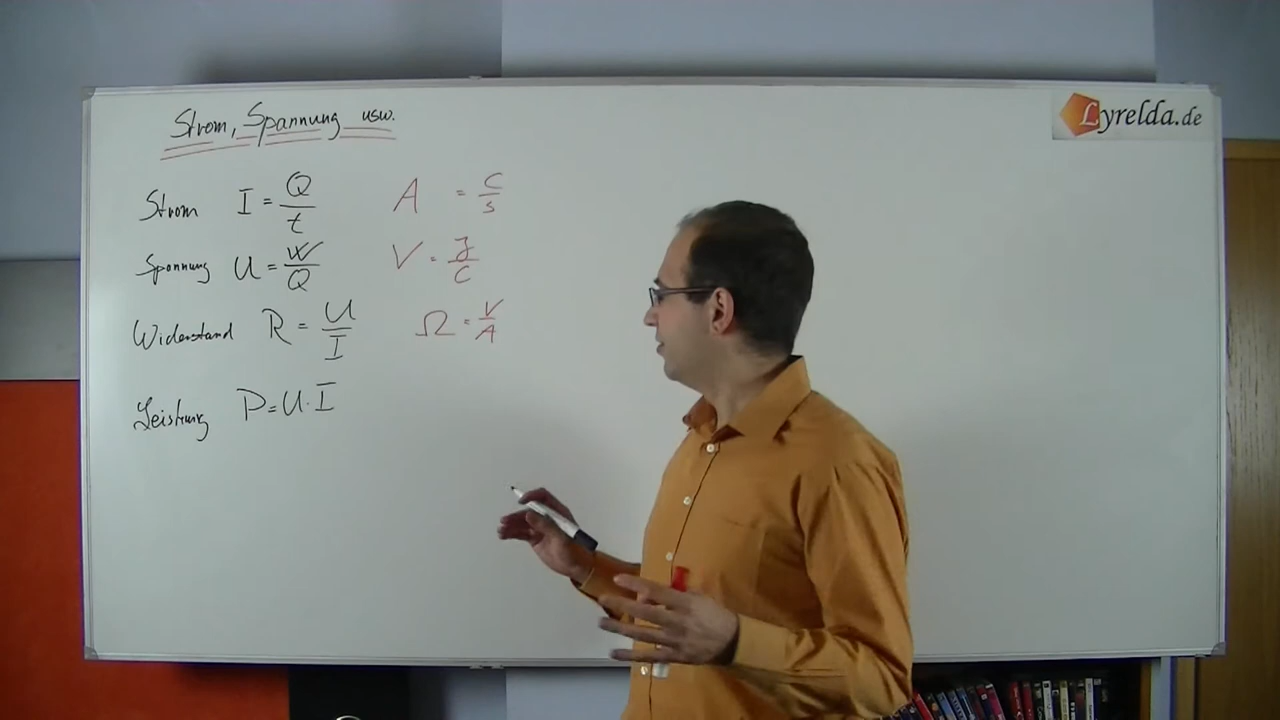 Strom, Spannung usw.
Lyrelda.de
Strom I = Q/t A = C/s
Spannung U = W/Q V = J/C
Widerstand R = U/I Ω = V/A
Leistung P = U · I